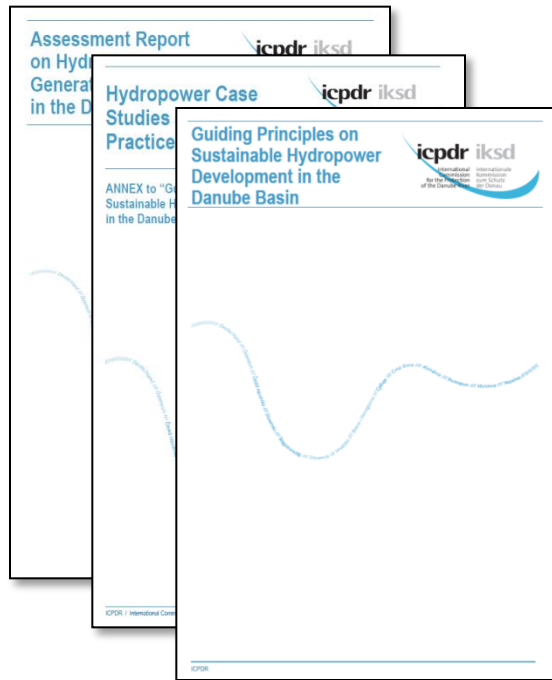 Assessment Report
on Hydr
Generat
in the D
icpdr iksd
Hydropower Case
Studies
Practice
icpdr iksd
ANNEX to "Gu
Sustainable H
in the Danube
ICPDR / International Comm
Guiding Principles on
Sustainable Hydropower
Development in the
Danube Basin
icpdr iksd
International Internationale
Commission Kommission
for the Protection zum Schutz
of the Danube River der Donau
ICPDR